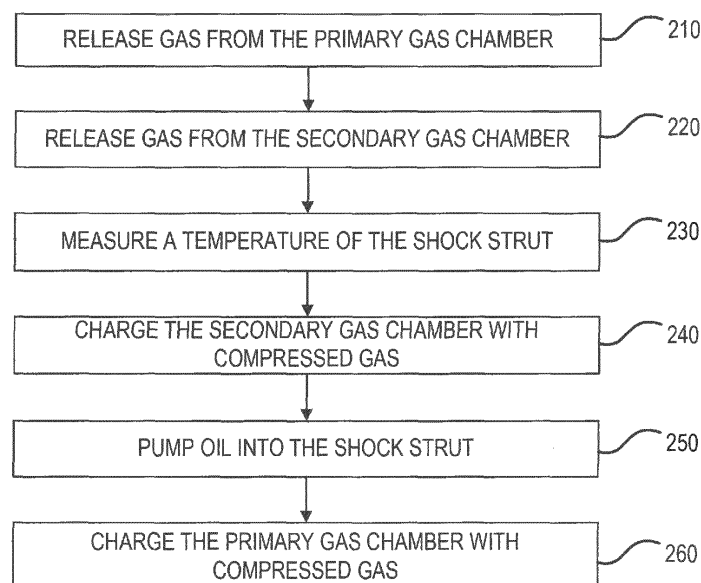 RELEASE GAS FROM THE PRIMARY GAS CHAMBER
210
RELEASE GAS FROM THE SECONDARY GAS CHAMBER
220
MEASURE A TEMPERATURE OF THE SHOCK STRUT
230
CHARGE THE SECONDARY GAS CHAMBER WITH
COMPRESSED GAS
240
PUMP OIL INTO THE SHOCK STRUT
250
CHARGE THE PRIMARY GAS CHAMBER WITH
COMPRESSED GAS
260